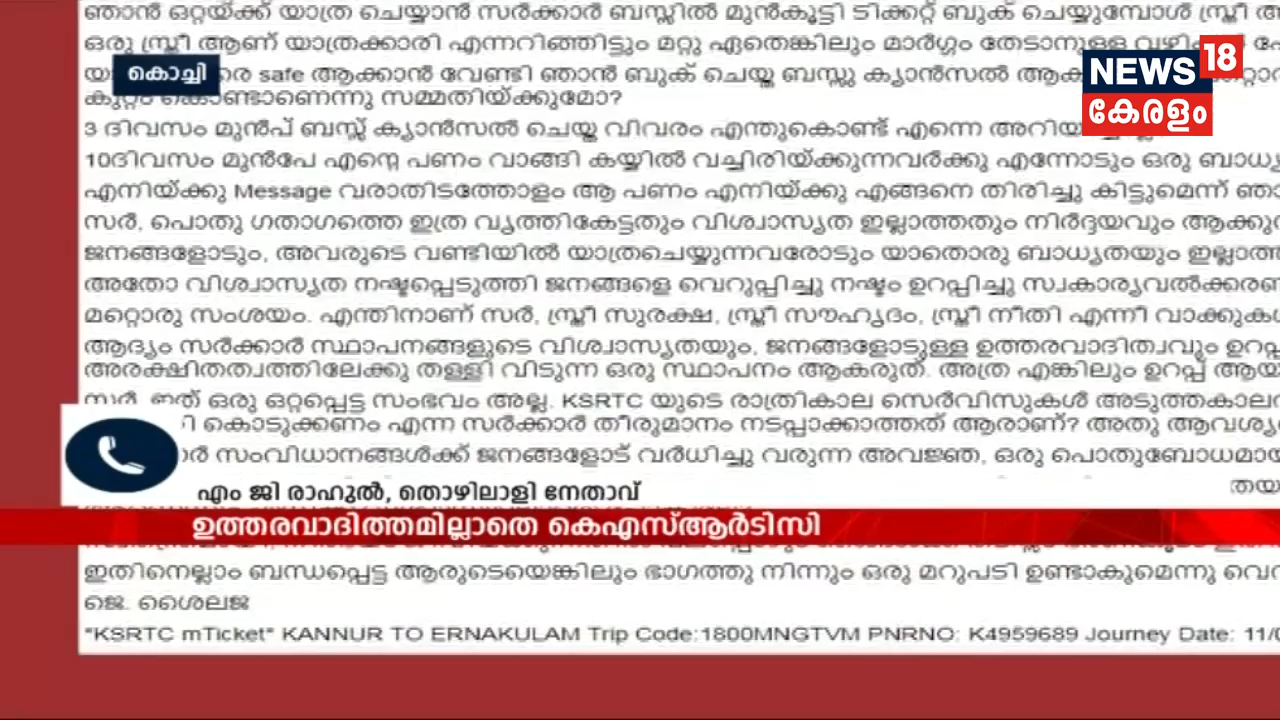 ഞാൻ ഒറ്റയ്ക്ക് യാത്ര ചെയ്യാൻ സർക്കാർ ബസ്സിൽ മുൻകൂട്ടി ടിക്കറ്റ് ബുക് ചെയ്യുമ്പോൾ സ്ത്രീ
ഒരു സ്ത്രീ ആണ് യാത്രക്കാരി എന്നറിഞ്ഞിട്ടും മറ്റു ഏതെങ്കിലും മാർഗ്ഗം തേടാനുള്ള
കൊച്ചി
safe ആക്കാൻ വേണ്ടി ഞാൻ ബുക് ചെയ്ത ബസ്സു ക്യാൻസൽ
NEWS 18
കേരളം
കുറ്റം കൊണ്ടാണെന്നു സമ്മതിയ്ക്കുമോ?
3 ദിവസം മുൻപ് ബസ്സ് ക്യാൻസൽ ചെയ്ത വിവരം എന്തുകൊണ്ട് എന്നെ
10ദിവസം മുൻപേ എന്റെ പണം വാങ്ങി കയ്യിൽ വച്ചിരിയ്ക്കുന്നവർക്കു എന്നോടും ഒരു
എനിയ്ക്കു Message വരാതിടത്തോളം ആ പണം എനിയ്ക്കു എങ്ങനെ തിരിച്ചു കിട്ടുമെന്ന്
സർ, പൊതു ഗതാഗത്തെ ഇത്ര വൃത്തികേട്ടതും വിശ്വാസ്യത ഇല്ലാത്തതും നിർദ്ദയവും
ജനങ്ങളോടും, അവരുടെ വണ്ടിയിൽ യാത്രചെയ്യുന്നവരോടും യാതൊരു ബാധ്യതയും
അതോ വിശ്വാസ്യത നഷ്ടപ്പെടുത്തി ജനങ്ങളെ വെറുപ്പിച്ചു നഷ്ടം ഉറപ്പിച്ചു
മറ്റൊരു സംശയം. എന്തിനാണ് സർ, സ്ത്രീ സുരക്ഷ, സ്ത്രീ സൗഹൃദം, സ്ത്രീ നീതി എന്നീ
ആദ്യം സർക്കാർ സ്ഥാപനങ്ങളുടെ വിശ്വാസ്യതയും, ജനങ്ങളോടുള്ള ഉത്തരവാദിത്വവും
അരക്ഷിതത്വത്തിലേക്കു തള്ളി വിടുന്ന ഒരു സ്ഥാപനം ആകരുത്. അത്ര എങ്കിലും ഉറപ്പ്
സർ, ഇത് ഒരു ഒറ്റപ്പെട്ട സംഭവം അല്ല. KSRTC യുടെ രാത്രികാല സെർവിസുകൾ
കൊടുക്കണം എന്ന സർക്കാർ തീരുമാനം നടപ്പാക്കാത്തത് ആരാണ്? അതു
സംവിധാനങ്ങൾക്ക് ജനങ്ങളോട് വർധിച്ചു വരുന്ന അവജ്ഞ, ഒരു
എം ജി രാഹുൽ, തൊഴിലാളി നേതാവ്
ഉത്തരവാദിത്തമില്ലാതെ കെഎസ്ആർടിസി
ഇതിനെല്ലാം ബന്ധപ്പെട്ട ആരുടെയെങ്കിലും ഭാഗത്തു നിന്നും ഒരു മറുപടി ഉണ്ടാകുമെന്നു
ജെ. ശൈലജ
"KSRTC mTicket" KANNUR TO ERNAKULAM Trip Code:1800MNGTVM PNRNO: K4959689 Journey Date: